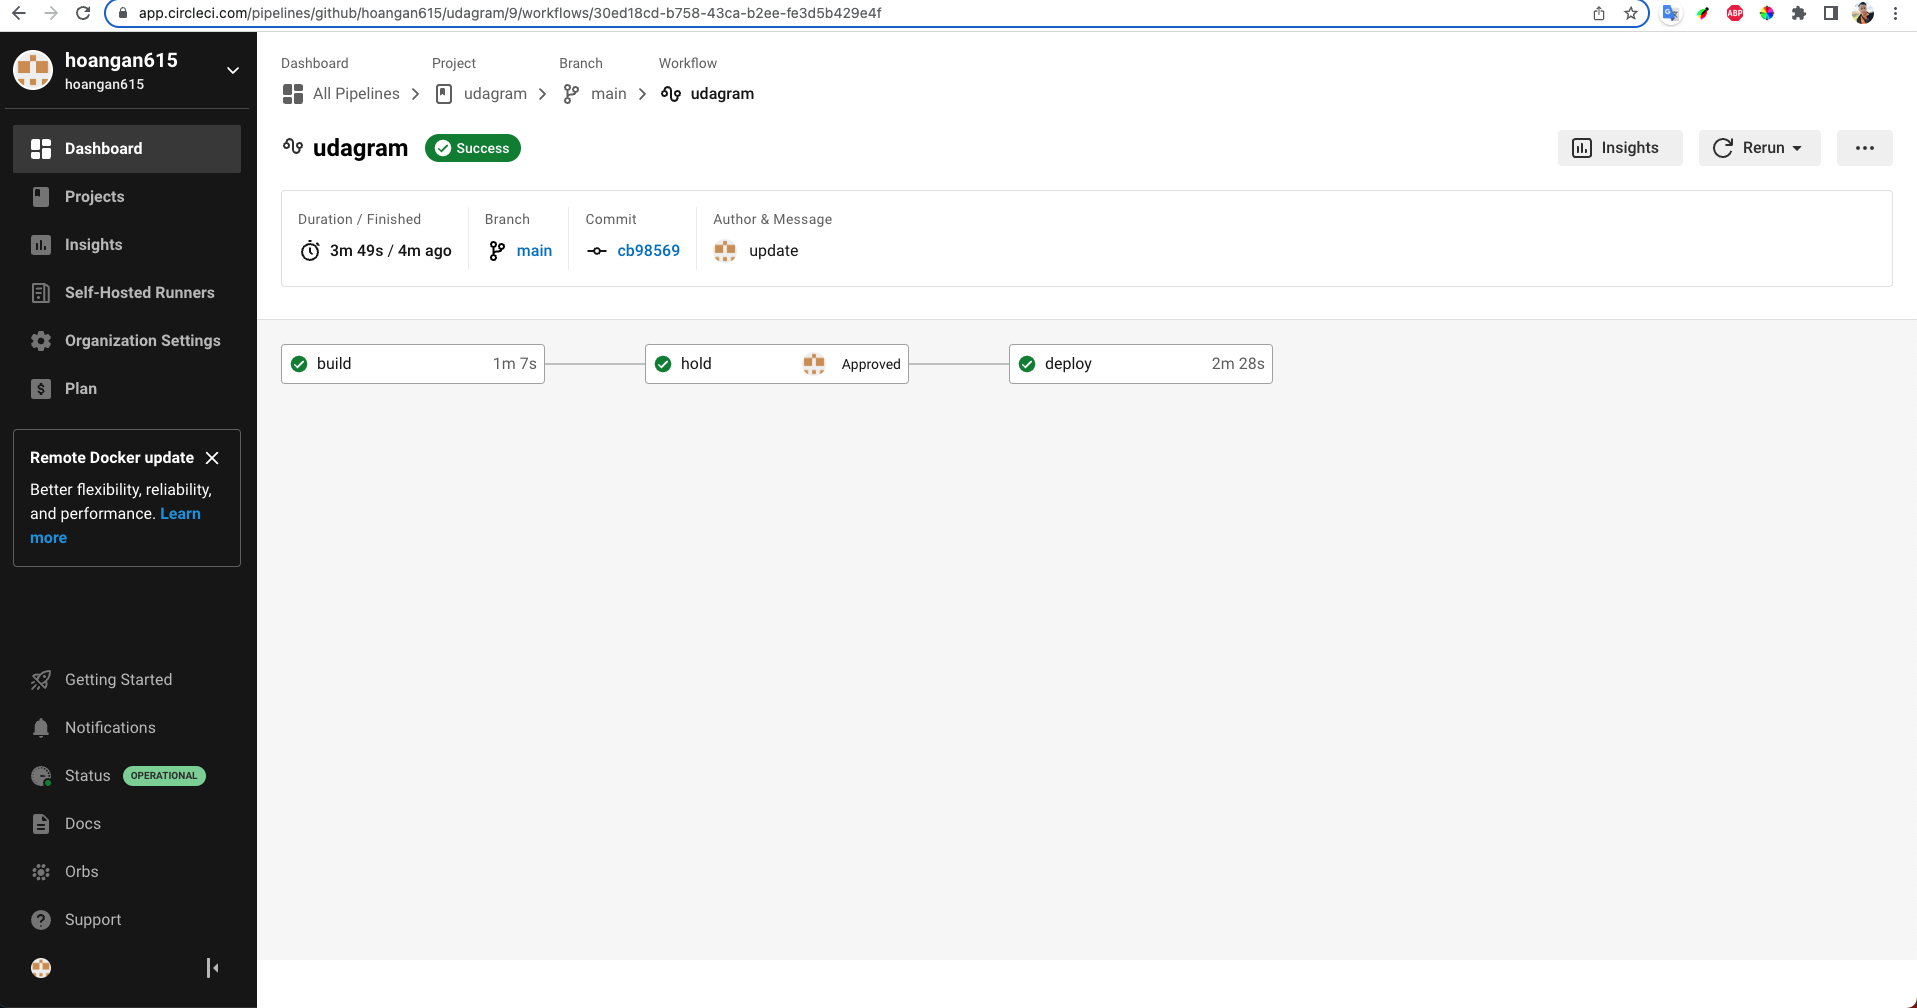 app.circleci.com/pipelines/github/hoangan615/udagram/9/workflows/30ed18cd-b758-43ca-b2ee-fe3d5b429e4f
ABP
hoangan615
hoangan615
Dashboard
Projects
Insights
Self-Hosted Runners
Organization Settings
Plan
Remote Docker update
Better flexibility, reliability,
and performance. Learn
more
Getting Started
Notifications
Status OPERATIONAL
Docs
Orbs
Support
Dashboard Project Branch Workflow
All Pipelines udagram main udagram
udagram Success
Insights Rerun
Duration / Finished Branch Commit Author & Message
3m 49s / 4m ago main cb98569 update
build 1m 7s hold Approved deploy 2m 28s